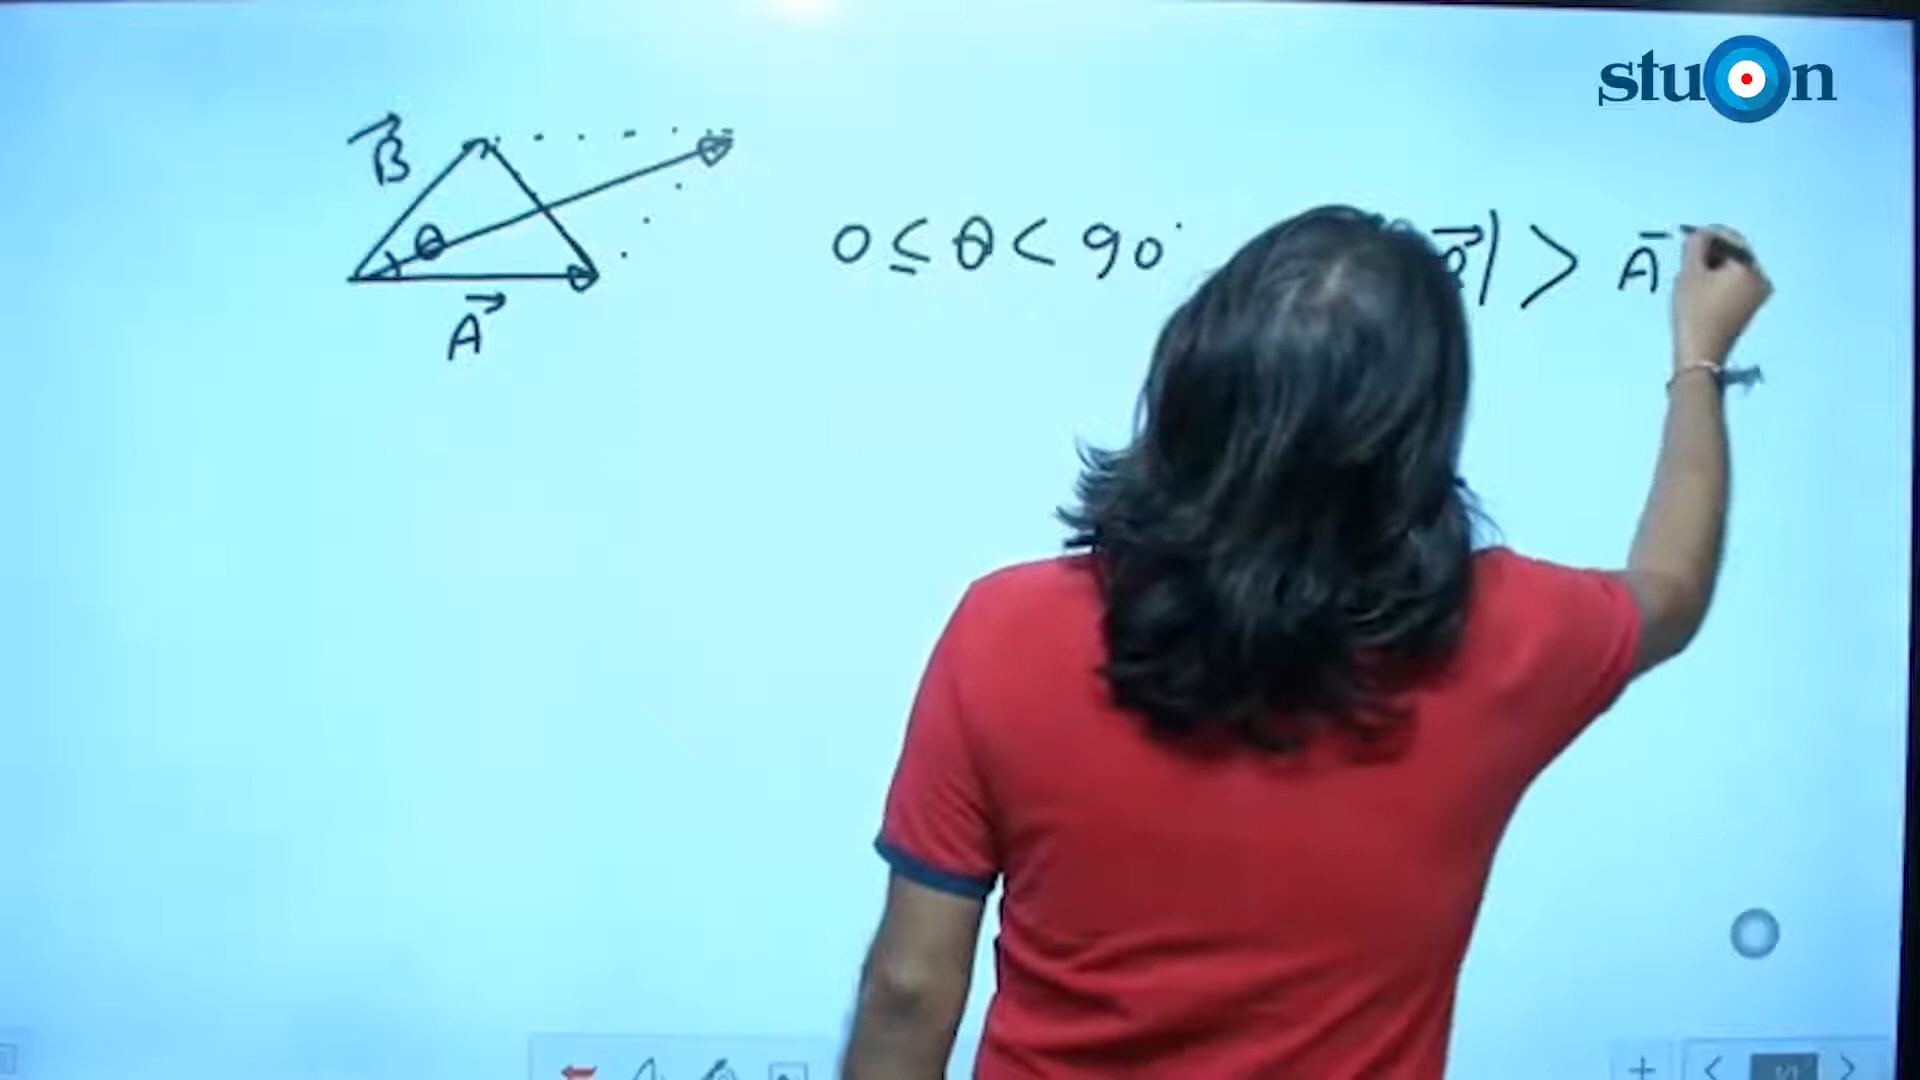 stuOn
B⃗
θ
0 ≤ θ < 90° B⃗| > A
A⃗